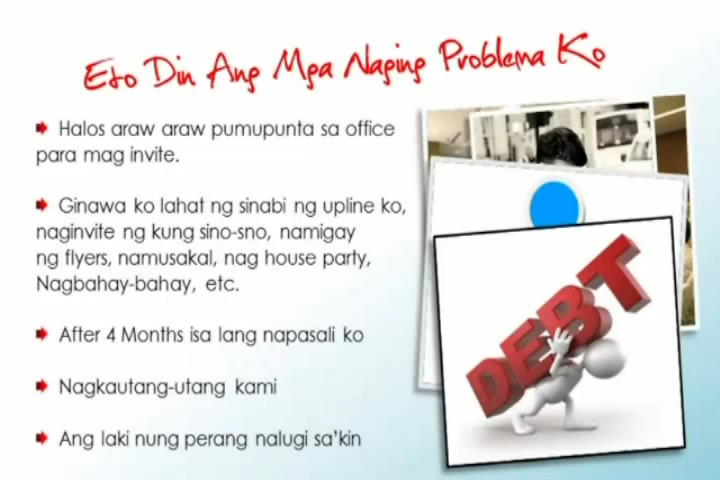 Eto Din Ang Mga Naging Problema Ko
Halos araw araw pumupunta sa office
para mag invite.
Ginawa ko lahat ng sinabi ng upline ko,
naginvite ng kung sino-sno, namigay
ng flyers, namusakal, nag house party,
Nagbahay-bahay, etc.
After 4 Months isa lang napasali ko
Nagkautang-utang kami
Ang laki nung perang nalugi sa'kin
DEBT